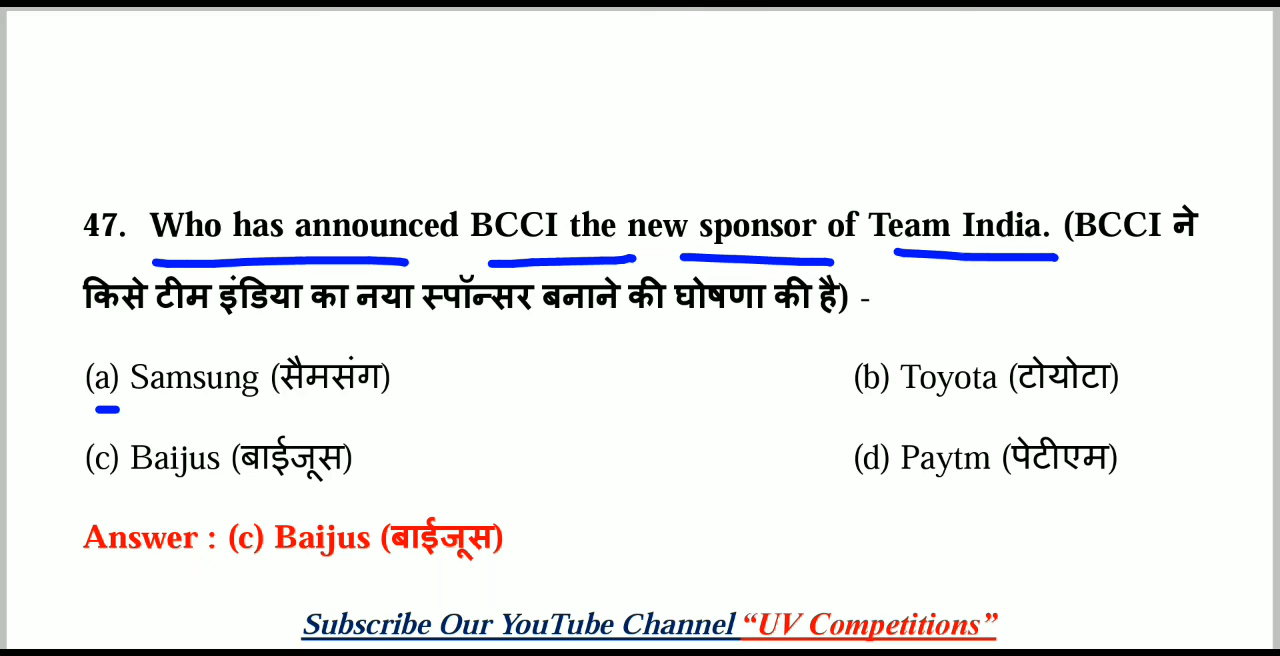 47. Who has announced BCCI the new sponsor of Team India. (BCCI ने
किसे टीम इंडिया का नया स्पॉन्सर बनाने की घोषणा की है) -
(a) Samsung (सैमसंग) (b) Toyota (टोयोटा)
(c) Baijus (बाईजूस) (d) Paytm (पेटीएम)
Answer : (c) Baijus (बाईजूस)
Subscribe Our YouTube Channel “UV Competitions”